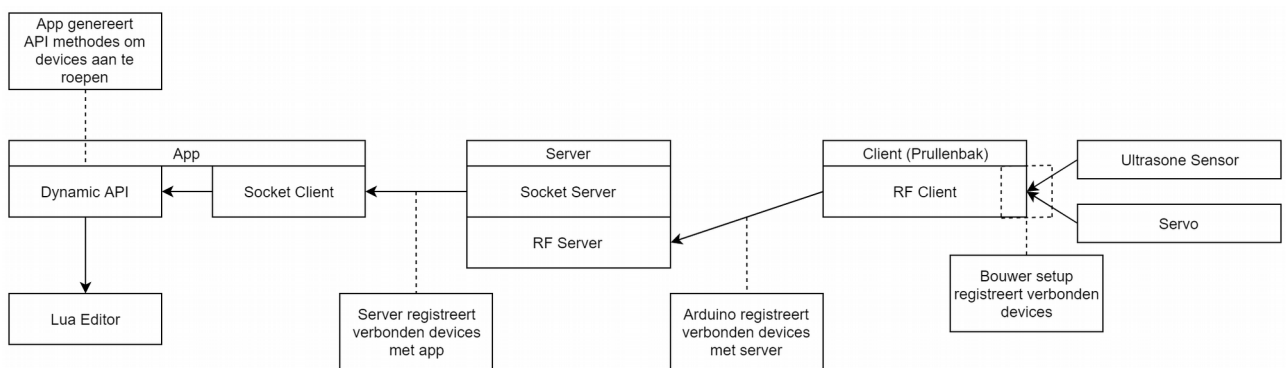 App genereert
API methodes om
devices aan te
roepen
App
Dynamic API
Socket Client
Lua Editor
Server registreert
verbonden devices
met app
Server
Socket Server
RF Server
Arduino registreert
verbonden devices
met server
Client (Prullenbak)
RF Client
Bouwer setup
registreert verbonden
devices
Ultrasone Sensor
Servo